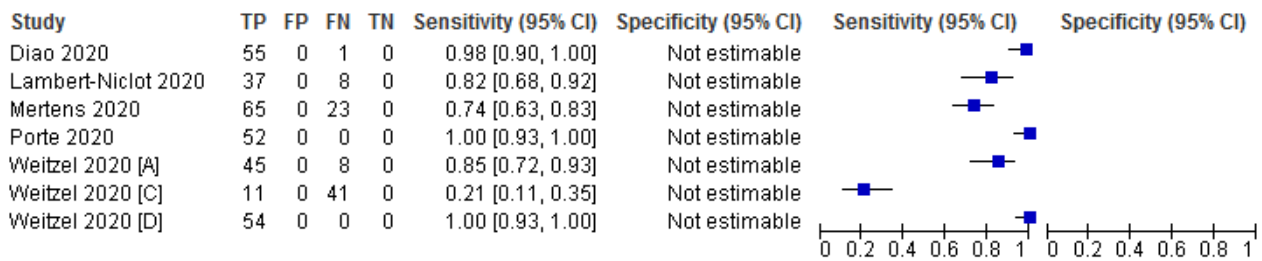 Study TP FP FN TN Sensitivity (95% CI) Specificity (95% CI) Sensitivity (95% CI) Specificity (95% CI)
Diao 2020 55 0 1 0 0.98 [0.90, 1.00] Not estimable
Lambert-Niclot 2020 37 0 8 0 0.82 [0.68, 0.92] Not estimable
Mertens 2020 65 0 23 0 0.74 [0.63, 0.83] Not estimable
Porte 2020 52 0 0 0 1.00 [0.93, 1.00] Not estimable
Weitzel 2020 [A] 45 0 8 0 0.85 [0.72, 0.93] Not estimable
Weitzel 2020 [C] 11 0 41 0 0.21 [0.11, 0.35] Not estimable
Weitzel 2020 [D] 54 0 0 0 1.00 [0.93, 1.00] Not estimable
0 0.2 0.4 0.6 0.8 1 0 0.2 0.4 0.6 0.8 1